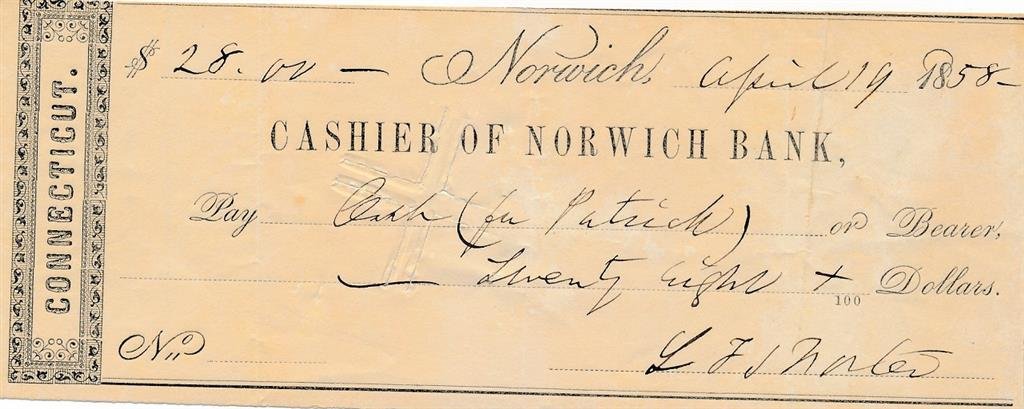 CONNECTICUT.
$ 28.00 — Norwich, April 19 1858-
CASHIER OF NORWICH BANK,
Pay Cash (for Patrick) or Bearer,
— Twenty Eight + /100 Dollars.
No.
L F S